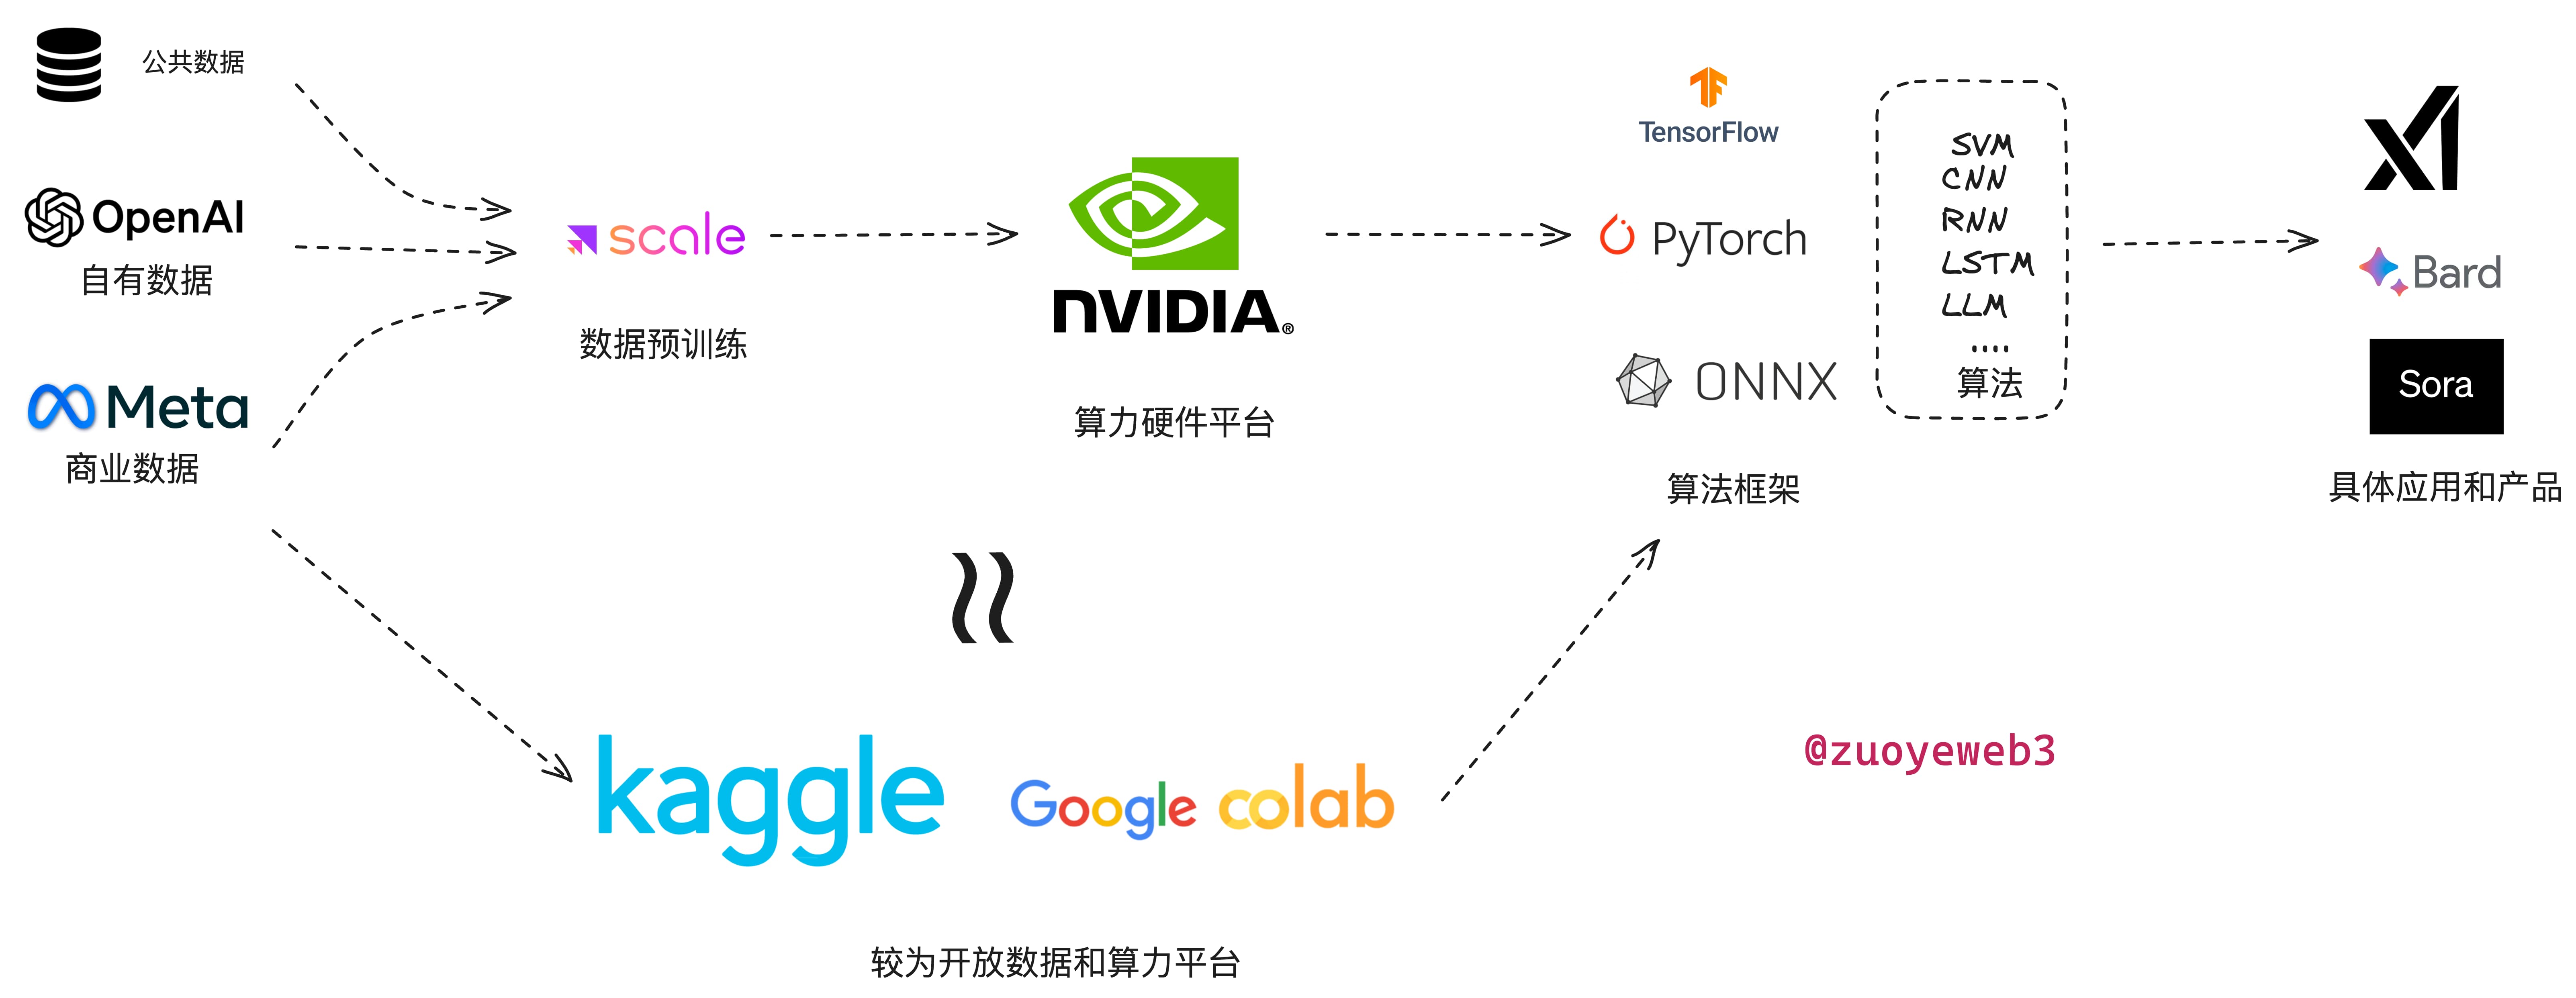 公共数据
OpenAI
自有数据
Meta
商业数据
scale
数据预训练
NVIDIA®
算力硬件平台
TensorFlow
PyTorch
ONNX
算法框架
SVM
CNN
RNN
LSTM
LLM
....
算法
xAI
Bard
Sora
具体应用和产品
≈
kaggle
Google colab
较为开放数据和算力平台
@zuoyeweb3